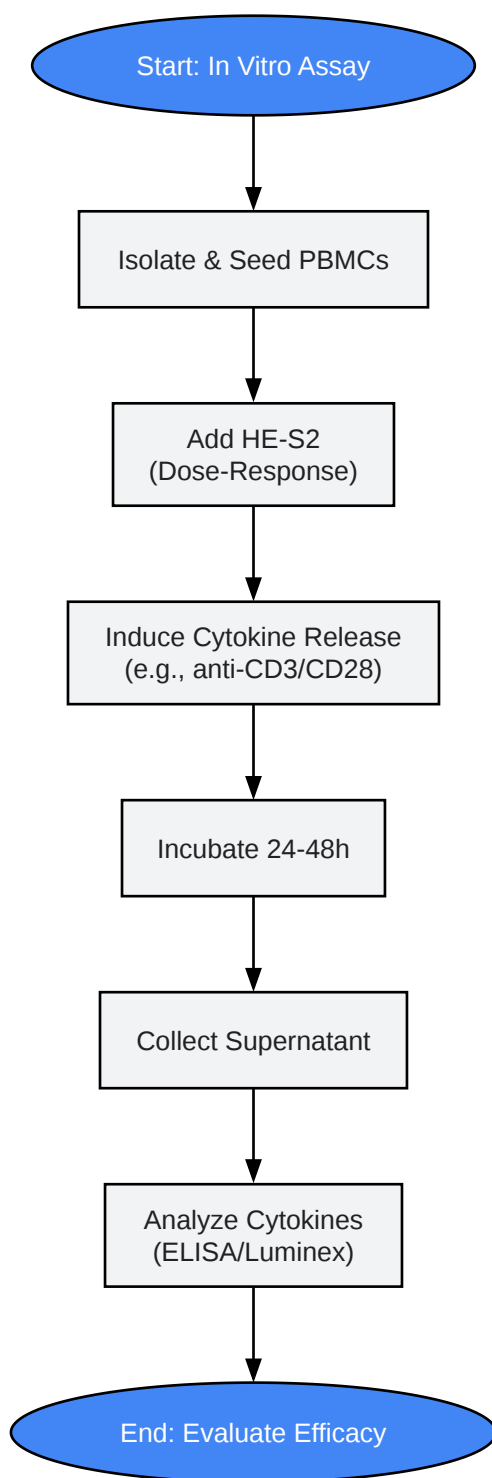 Start: In Vitro Assay
Isolate & Seed PBMCs
Add HE-S2
(Dose-Response)
Induce Cytokine Release
(e.g., anti-CD3/CD28)
Incubate 24-48h
Collect Supernatant
Analyze Cytokines
(ELISA/Luminex)
End: Evaluate Efficacy